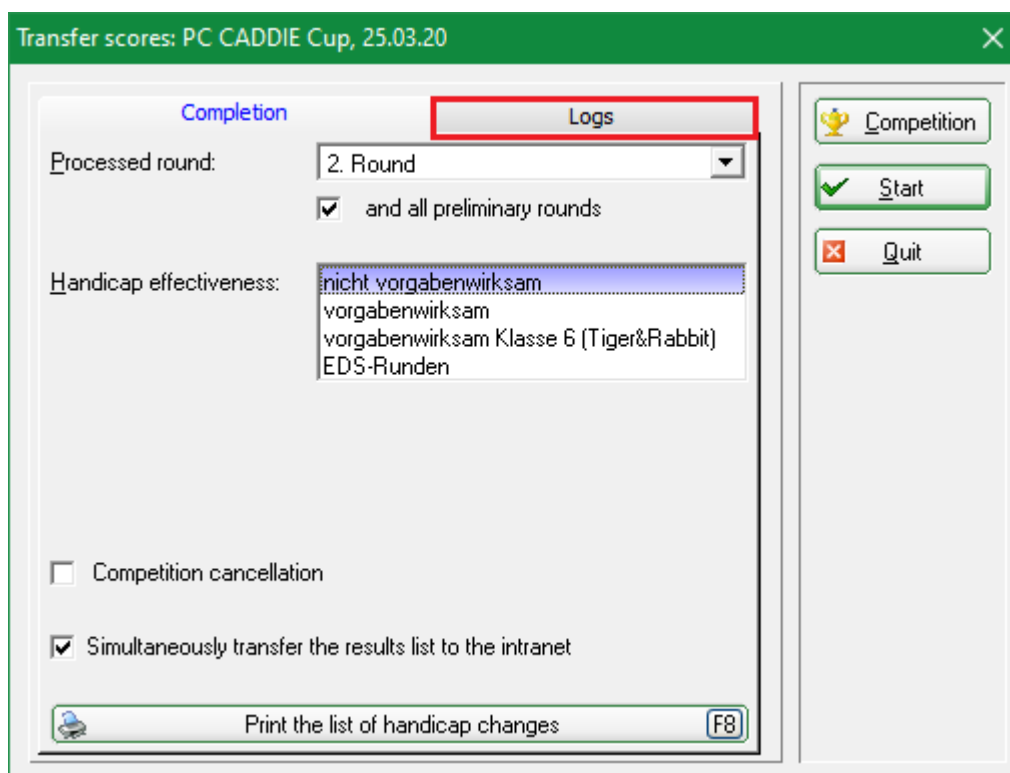 Transfer scores: PC CADDIE Cup, 25.03.20
Completion
Logs
Processed round:
2. Round
and all preliminary rounds
Handicap effectiveness:
nicht vorgabenwirksam
vorgabenwirksam
vorgabenwirksam Klasse 6 (Tiger&Rabbit)
EDS-Runden
Competition cancellation
Simultaneously transfer the results list to the intranet
Print the list of handicap changes F8
Competition
Start
Quit